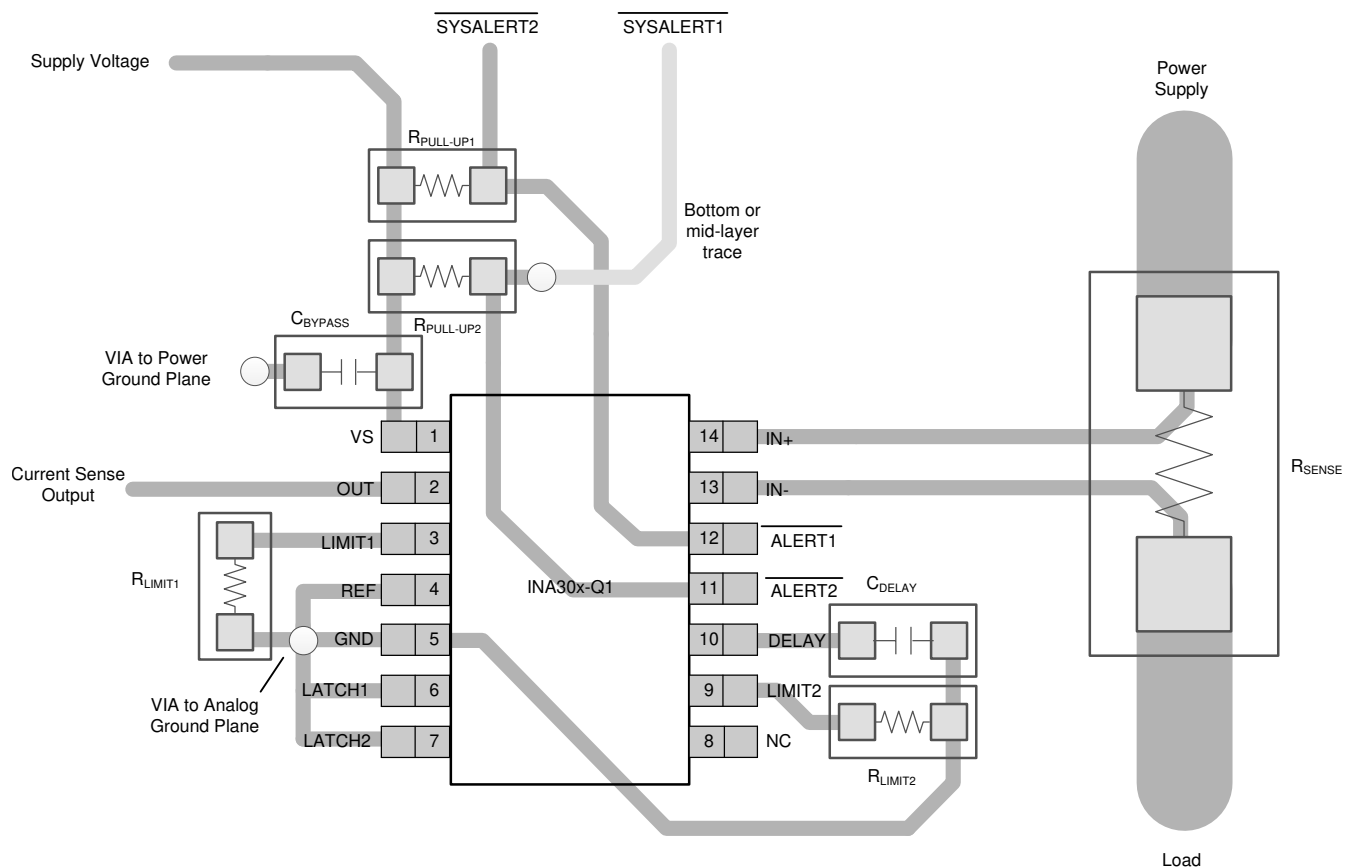 SYSALERT2
SYSALERT1
Supply Voltage
Power
Supply
RPULL-UP1
Bottom or
mid-layer
trace
CBYPASS
RPULL-UP2
VIA to Power
Ground Plane
VS
1
14
IN+
Current Sense
Output
OUT
2
13
IN-
RSENSE
LIMIT1
3
12
ALERT1
RLIMIT1
REF
4
INA30x-Q1
11
ALERT2
CDELAY
GND
5
10
DELAY
LATCH1
6
9
LIMIT2
VIA to Analog
Ground Plane
LATCH2
7
8
NC
RLIMIT2
Load